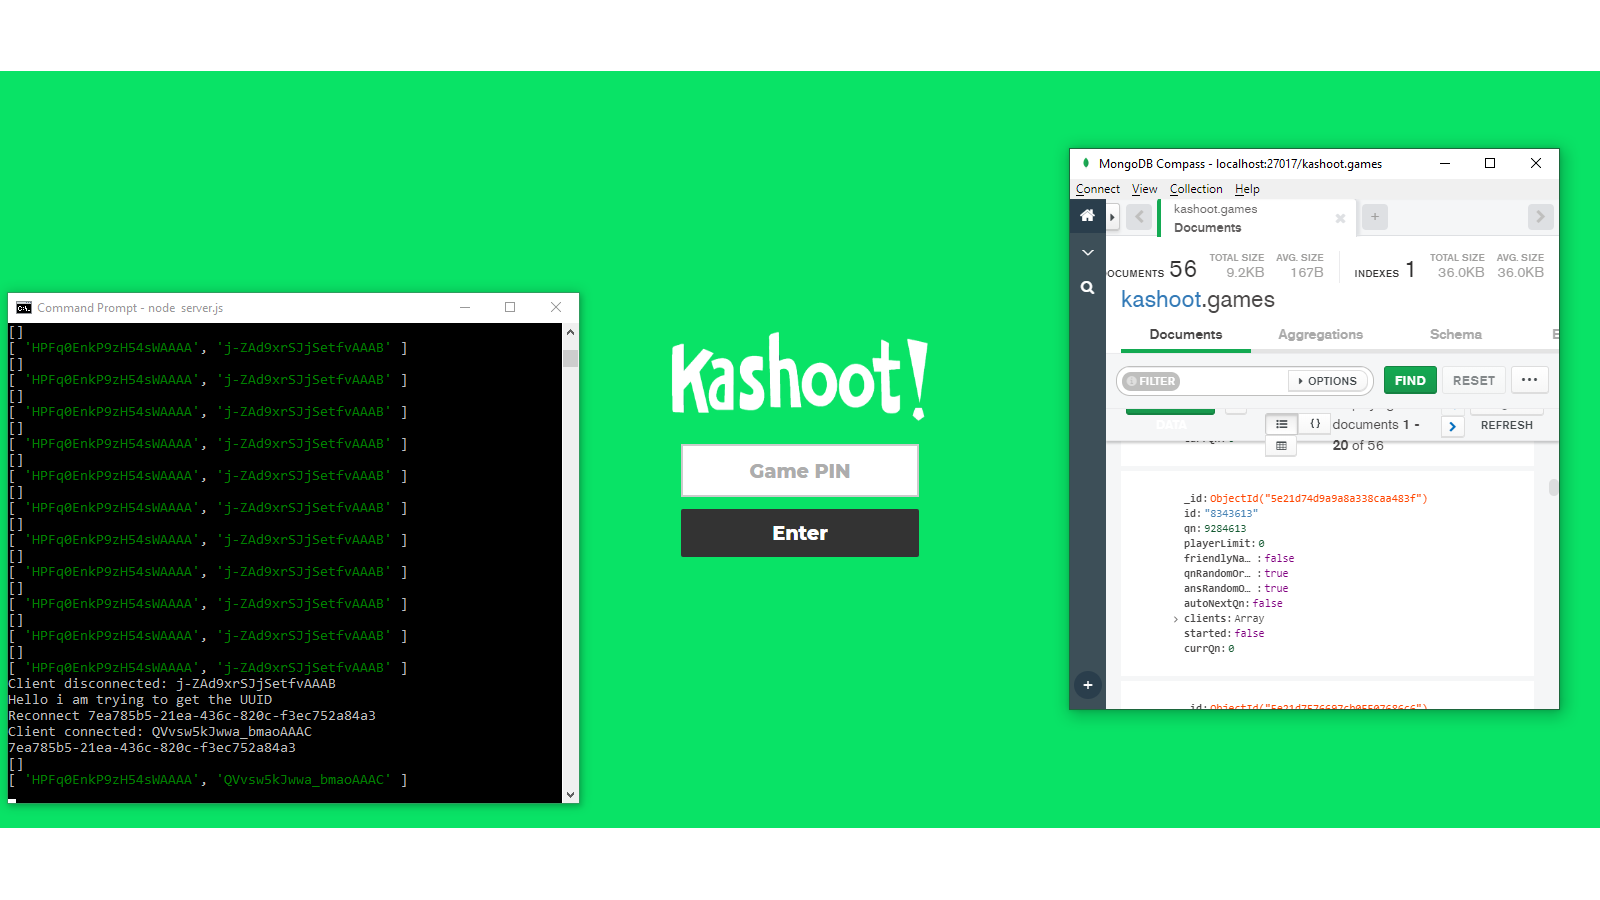 Command Prompt - node  server.js
[]
[ 'HPFq0EnkP9zH54sWAAAA', 'j-ZAd9xrSJjSetfvAAAB' ]
[]
[ 'HPFq0EnkP9zH54sWAAAA', 'j-ZAd9xrSJjSetfvAAAB' ]
[]
[ 'HPFq0EnkP9zH54sWAAAA', 'j-ZAd9xrSJjSetfvAAAB' ]
[]
[ 'HPFq0EnkP9zH54sWAAAA', 'j-ZAd9xrSJjSetfvAAAB' ]
[]
[ 'HPFq0EnkP9zH54sWAAAA', 'j-ZAd9xrSJjSetfvAAAB' ]
[]
[ 'HPFq0EnkP9zH54sWAAAA', 'j-ZAd9xrSJjSetfvAAAB' ]
[]
[ 'HPFq0EnkP9zH54sWAAAA', 'j-ZAd9xrSJjSetfvAAAB' ]
[]
[ 'HPFq0EnkP9zH54sWAAAA', 'j-ZAd9xrSJjSetfvAAAB' ]
[]
[ 'HPFq0EnkP9zH54sWAAAA', 'j-ZAd9xrSJjSetfvAAAB' ]
[]
[ 'HPFq0EnkP9zH54sWAAAA', 'j-ZAd9xrSJjSetfvAAAB' ]
[]
[ 'HPFq0EnkP9zH54sWAAAA', 'j-ZAd9xrSJjSetfvAAAB' ]
Client disconnected: j-ZAd9xrSJjSetfvAAAB
Hello i am trying to get the UUID
Reconnect 7ea785b5-21ea-436c-820c-f3ec752a84a3
Client connected: QVvsw5kJwwa_bmaoAAAC
7ea785b5-21ea-436c-820c-f3ec752a84a3
[]
[ 'HPFq0EnkP9zH54sWAAAA', 'QVvsw5kJwwa_bmaoAAAC' ]
Kashoot!
Game PIN
Enter
MongoDB Compass - localhost:27017/kashoot.games
Connect View Collection Help
kashoot.games
Documents
OCUMENTS 56 TOTAL SIZE 9.2KB AVG. SIZE 167B INDEXES 1 TOTAL SIZE 36.0KB AVG. SIZE 36.0KB
kashoot.games
Documents Aggregations Schema E
FILTER OPTIONS FIND RESET ...
DATA {} documents 1 - REFRESH
20 of 56
_id: ObjectId("5e21d74d9a9a8a338caa483f")
id: "8343613"
qn: 9284613
playerLimit: 0
friendlyNa... : false
qnRandomOr... : true
ansRandomO... : true
autoNextQn: false
clients: Array
started: false
currQn: 0